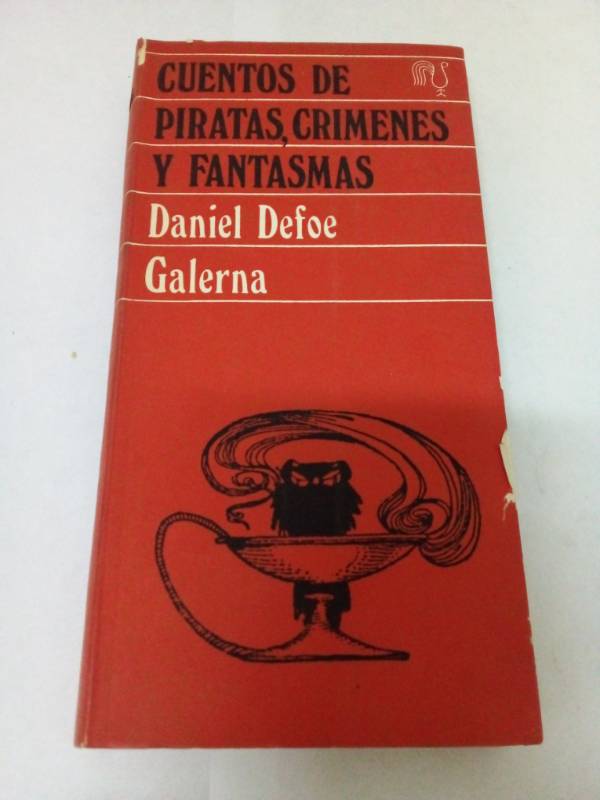 CUENTOS DE
PIRATAS, CRIMENES
Y FANTASMAS
Daniel Defoe
Galerna